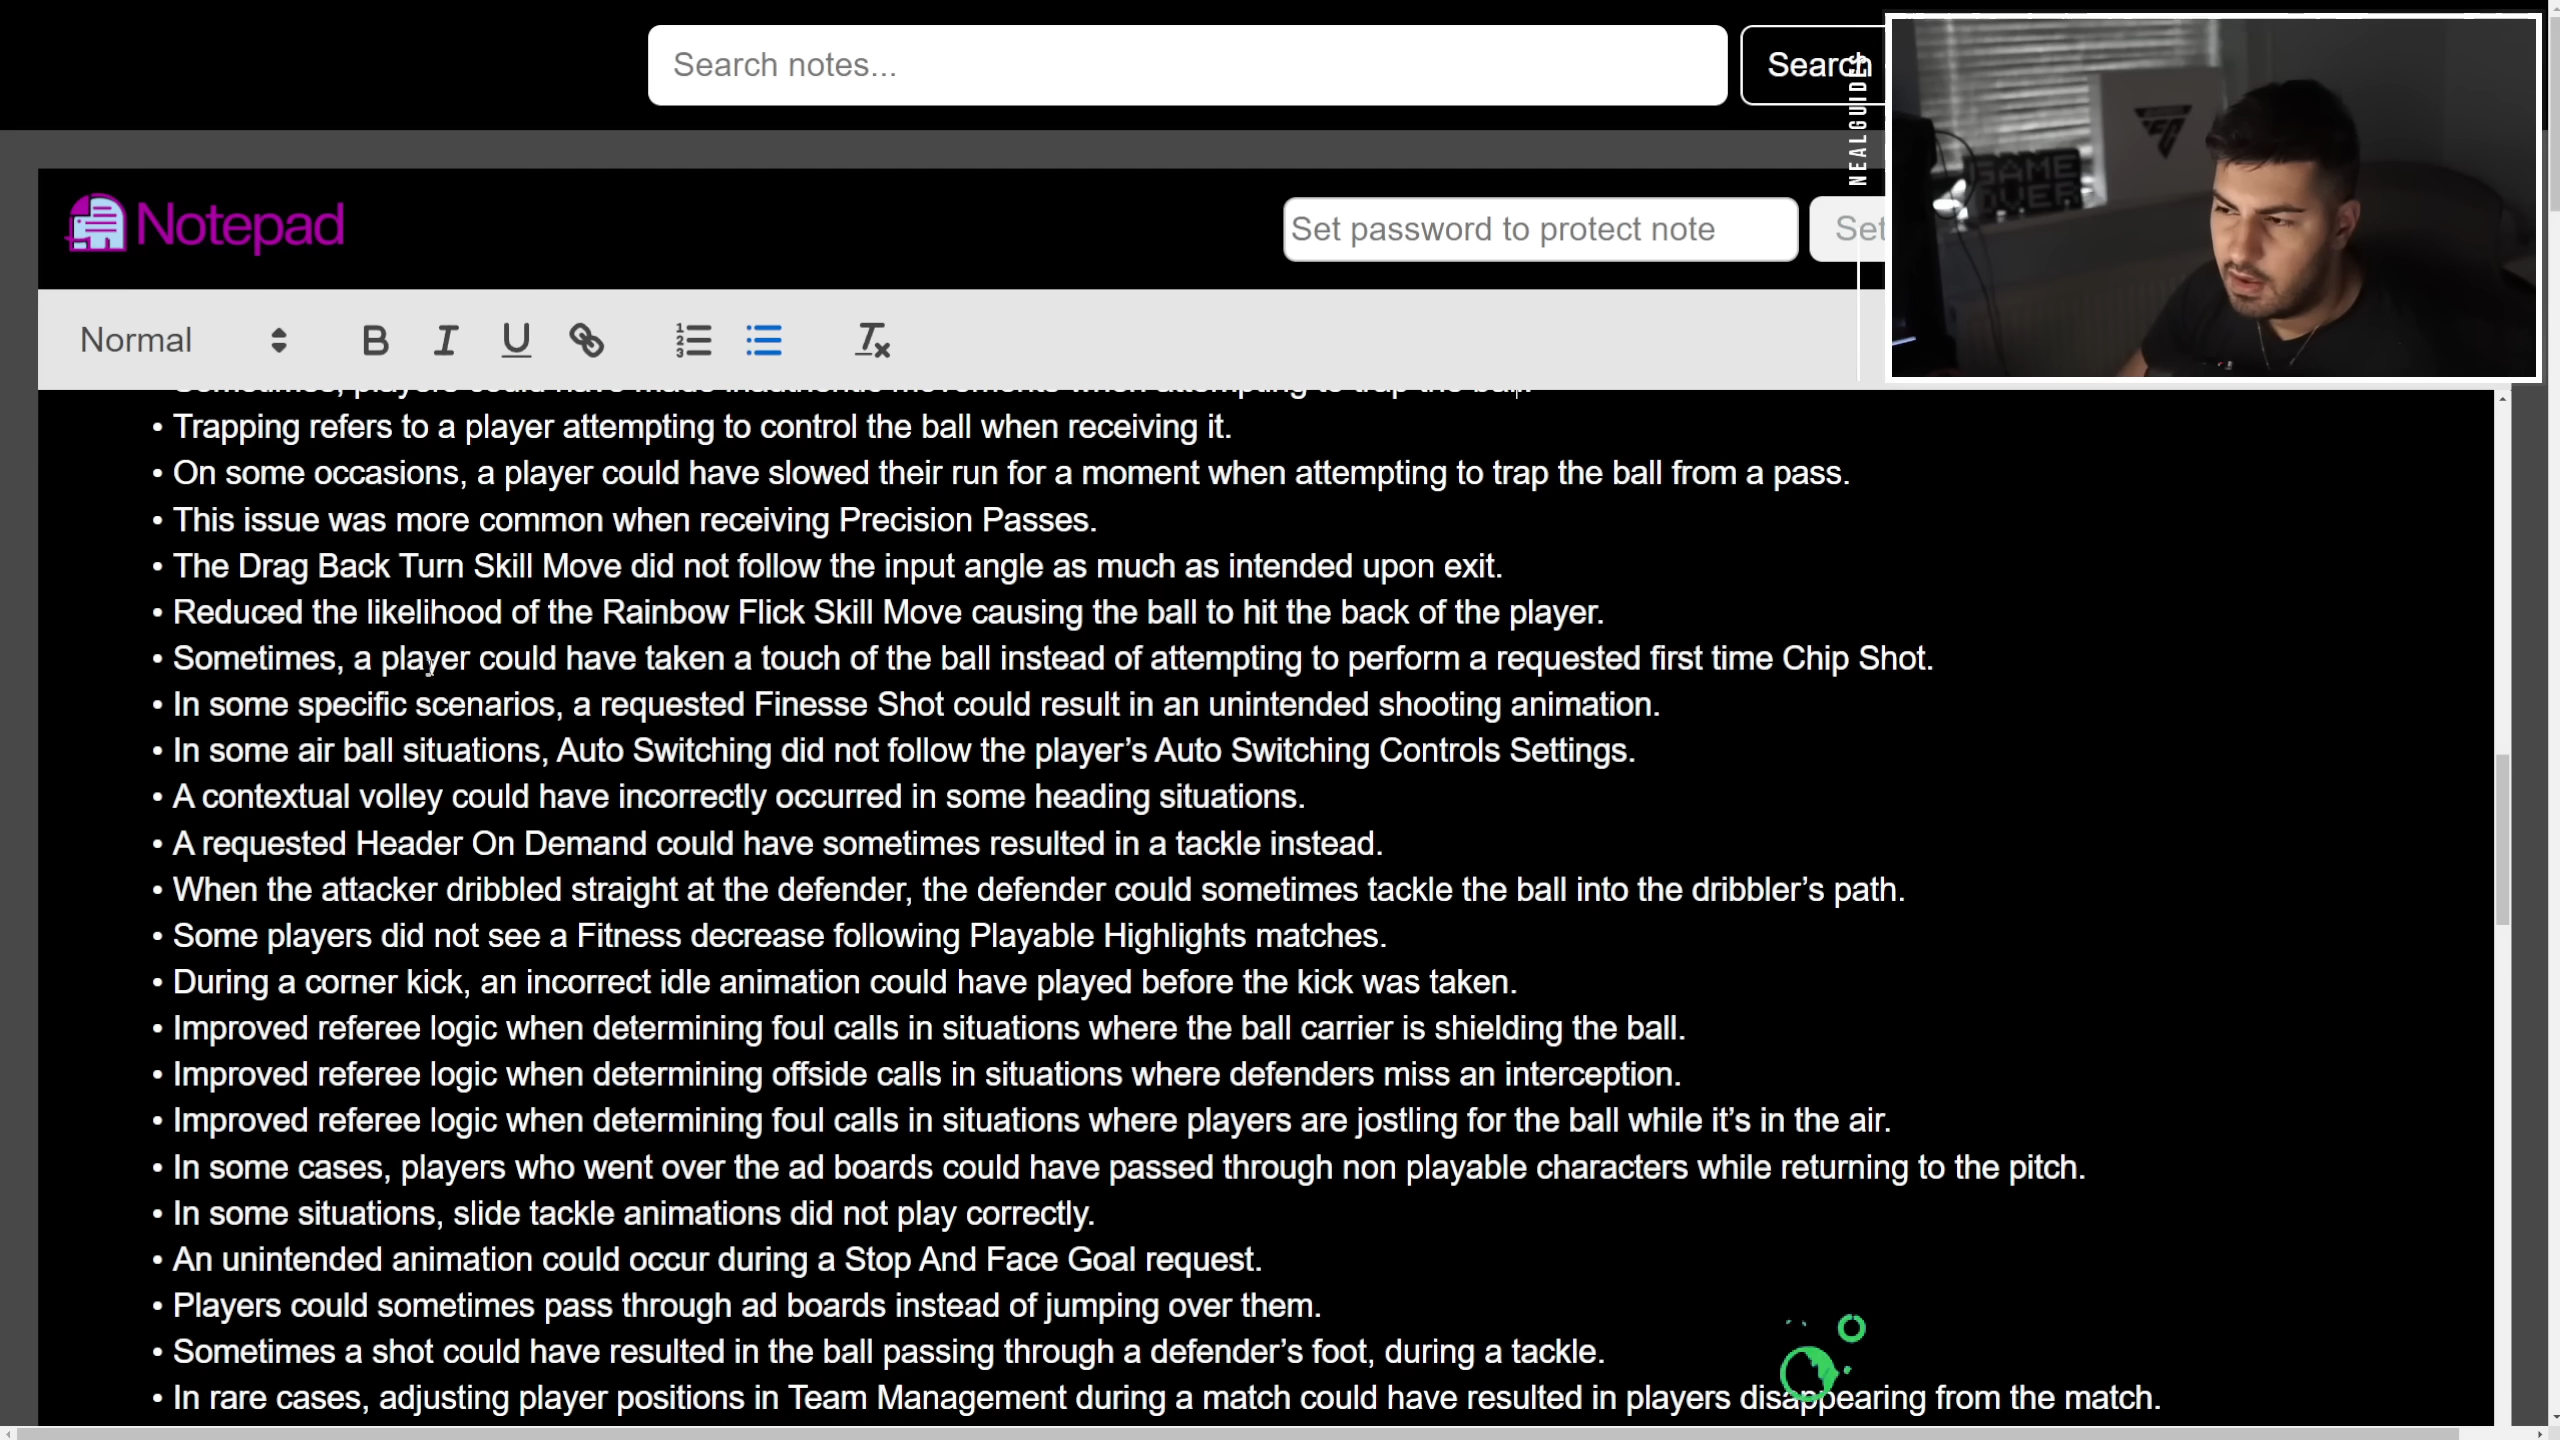 Search notes...
Search
NEALGUIDES
GAME
OVER
Notepad
Set password to protect note
Set
Normal
Sometimes, players could have made inauthentic movements when attempting to trap the ball.
• Trapping refers to a player attempting to control the ball when receiving it.
• On some occasions, a player could have slowed their run for a moment when attempting to trap the ball from a pass.
• This issue was more common when receiving Precision Passes.
• The Drag Back Turn Skill Move did not follow the input angle as much as intended upon exit.
• Reduced the likelihood of the Rainbow Flick Skill Move causing the ball to hit the back of the player.
• Sometimes, a player could have taken a touch of the ball instead of attempting to perform a requested first time Chip Shot.
• In some specific scenarios, a requested Finesse Shot could result in an unintended shooting animation.
• In some air ball situations, Auto Switching did not follow the player’s Auto Switching Controls Settings.
• A contextual volley could have incorrectly occurred in some heading situations.
• A requested Header On Demand could have sometimes resulted in a tackle instead.
• When the attacker dribbled straight at the defender, the defender could sometimes tackle the ball into the dribbler’s path.
• Some players did not see a Fitness decrease following Playable Highlights matches.
• During a corner kick, an incorrect idle animation could have played before the kick was taken.
• Improved referee logic when determining foul calls in situations where the ball carrier is shielding the ball.
• Improved referee logic when determining offside calls in situations where defenders miss an interception.
• Improved referee logic when determining foul calls in situations where players are jostling for the ball while it’s in the air.
• In some cases, players who went over the ad boards could have passed through non playable characters while returning to the pitch.
• In some situations, slide tackle animations did not play correctly.
• An unintended animation could occur during a Stop And Face Goal request.
• Players could sometimes pass through ad boards instead of jumping over them.
• Sometimes a shot could have resulted in the ball passing through a defender’s foot, during a tackle.
• In rare cases, adjusting player positions in Team Management during a match could have resulted in players disappearing from the match.